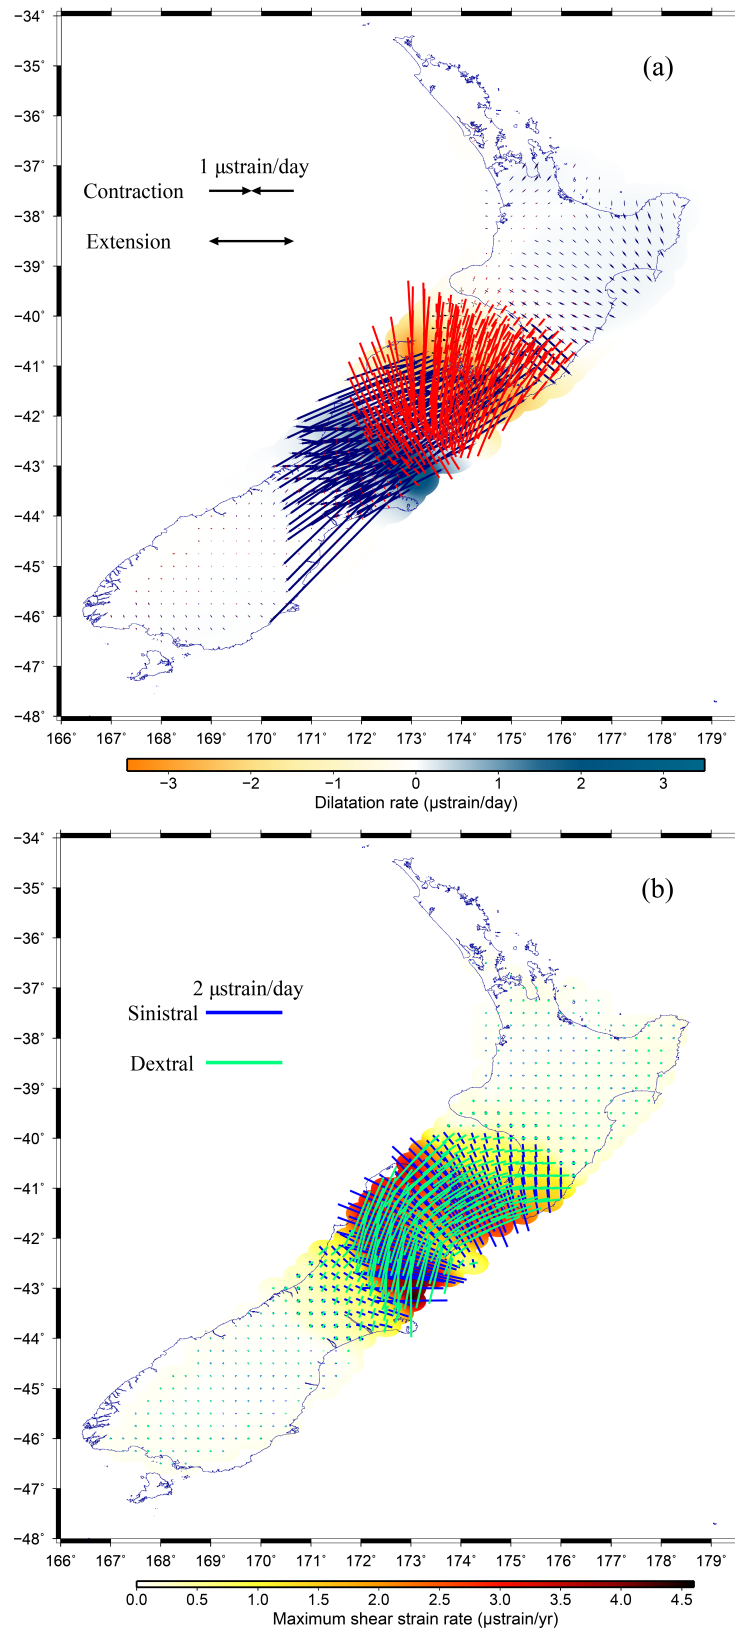 −34˚
(a)
−35˚
−36˚
−37˚
1 μstrain/day
Contraction
−38˚
Extension
−39˚
−40˚
−41˚
−42˚
−43˚
−44˚
−45˚
−46˚
−47˚
−48˚
166˚ 167˚ 168˚ 169˚ 170˚ 171˚ 172˚ 173˚ 174˚ 175˚ 176˚ 177˚ 178˚ 179˚
−3 −2 −1 0 1 2 3
Dilatation rate (μstrain/day)
−34˚
(b)
−35˚
−36˚
−37˚
2 μstrain/day
Sinistral
−38˚
Dextral
−39˚
−40˚
−41˚
−42˚
−43˚
−44˚
−45˚
−46˚
−47˚
−48˚
166˚ 167˚ 168˚ 169˚ 170˚ 171˚ 172˚ 173˚ 174˚ 175˚ 176˚ 177˚ 178˚ 179˚
0.0 0.5 1.0 1.5 2.0 2.5 3.0 3.5 4.0 4.5
Maximum shear strain rate (μstrain/yr)